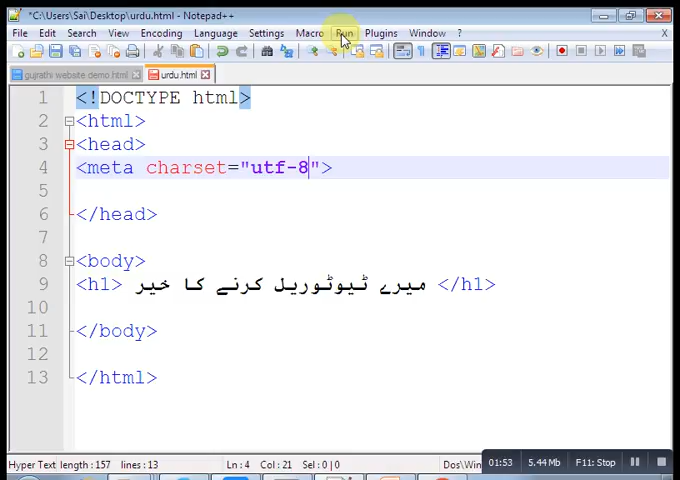 *C:\Users\Sai\Desktop\urdu.html - Notepad++
File Edit Search View Encoding Language Settings Macro Run Plugins Window ? X
gujrathi website demo.html urdu.html
1 <!DOCTYPE html>
2 <html>
3 <head>
4 <meta charset="utf-8">
5
6 </head>
7
8 <body>
9 <h1> میرے ٹیوٹوریل کرنے کا خیر </h1>
10
11 </body>
12
13 </html>
Hyper Text length : 157 lines : 13 Ln : 4 Col : 21 Sel : 0 | 0 Dos\Win 01:53 5.44 Mb F11: Stop